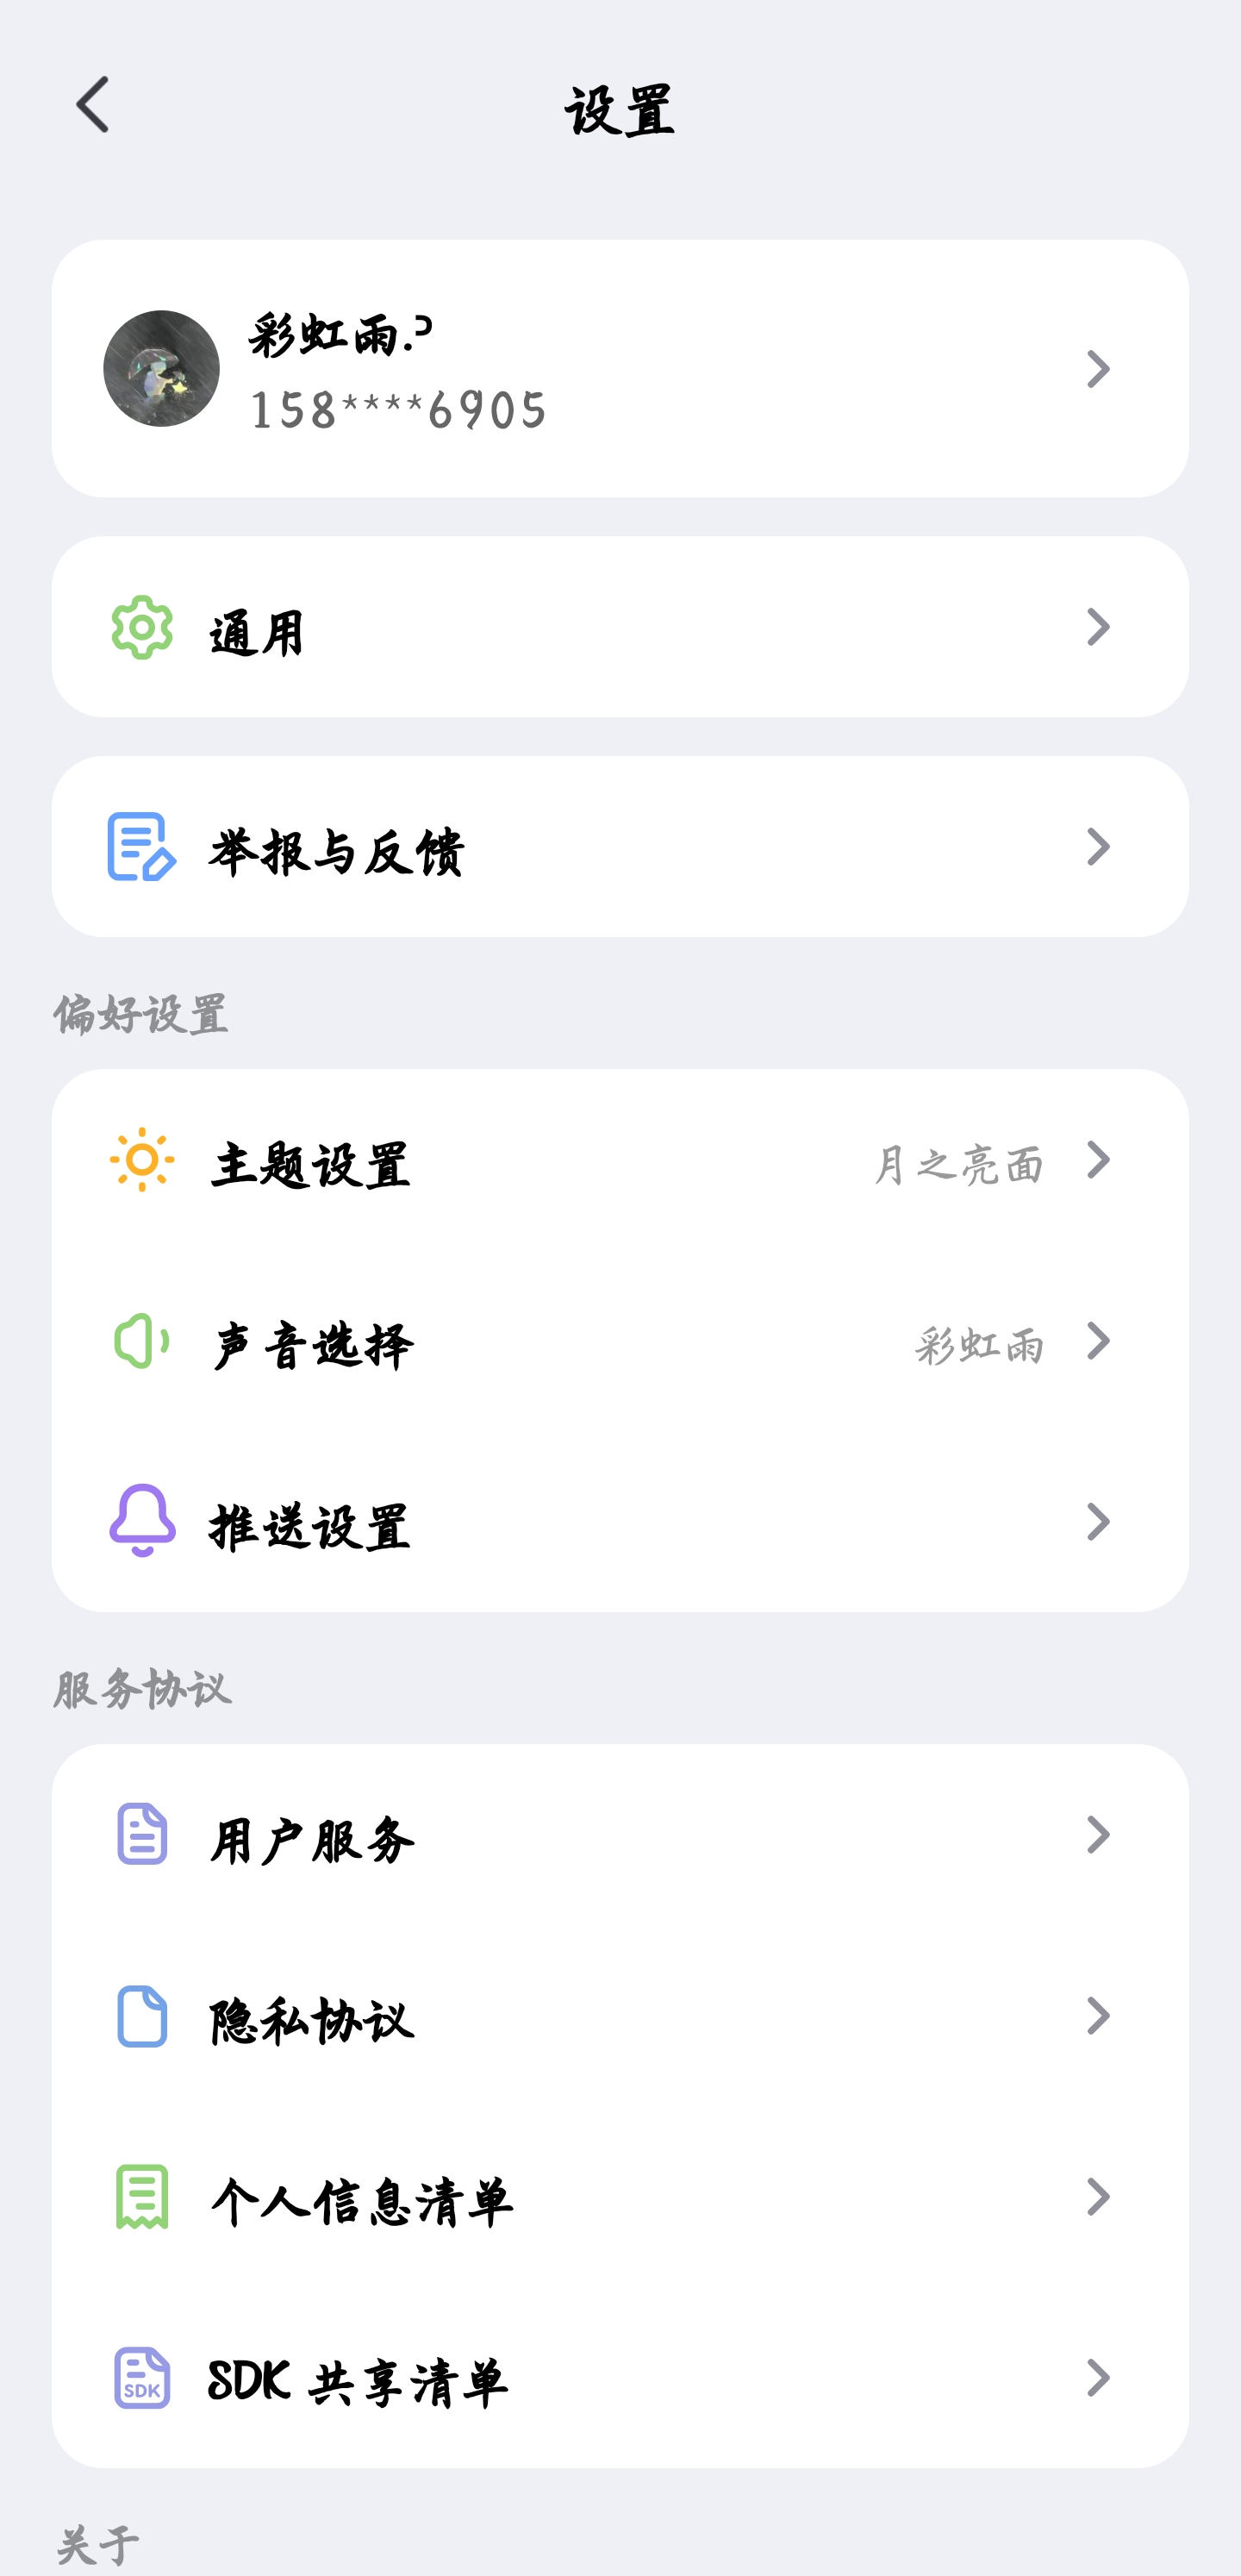 设置
彩虹雨.?
158****6905
通用
举报与反馈
偏好设置
主题设置 月之亮面
声音选择 彩虹雨
推送设置
服务协议
用户服务
隐私协议
个人信息清单
SDK 共享清单
关于